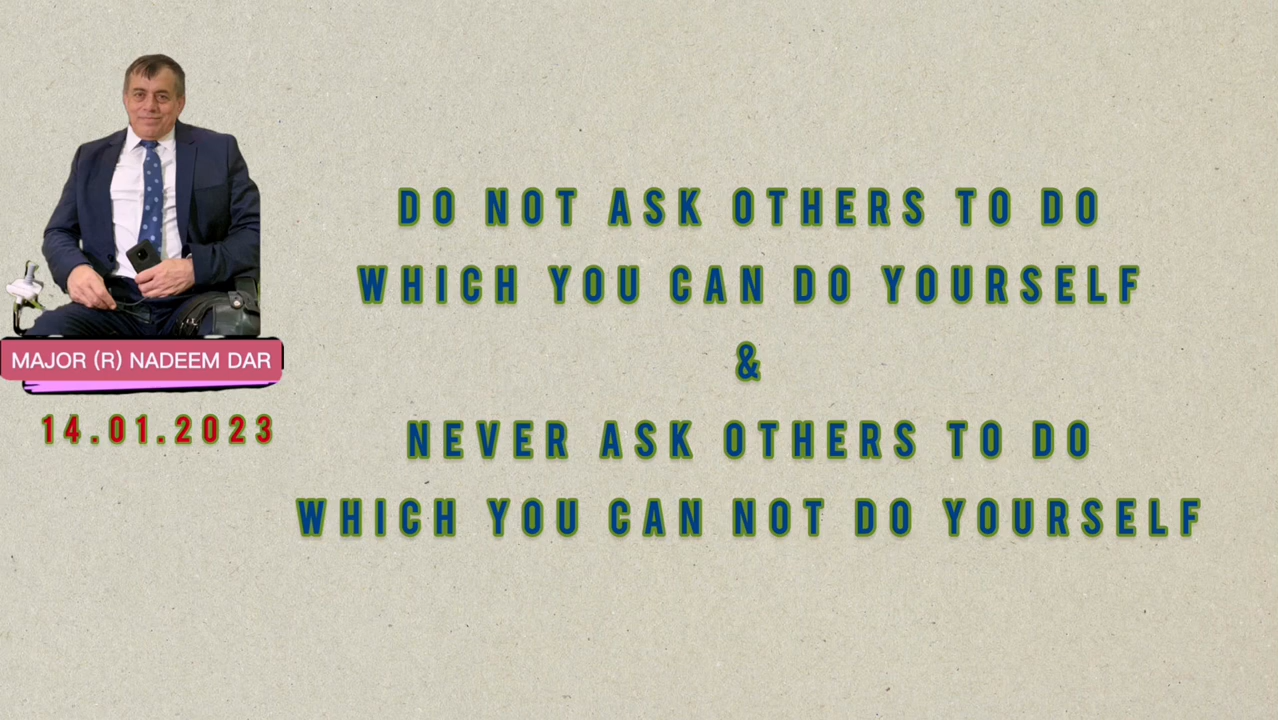 MAJOR (R) NADEEM DAR
14.01.2023
DO NOT ASK OTHERS TO DO
WHICH YOU CAN DO YOURSELF
&
NEVER ASK OTHERS TO DO
WHICH YOU CAN NOT DO YOURSELF